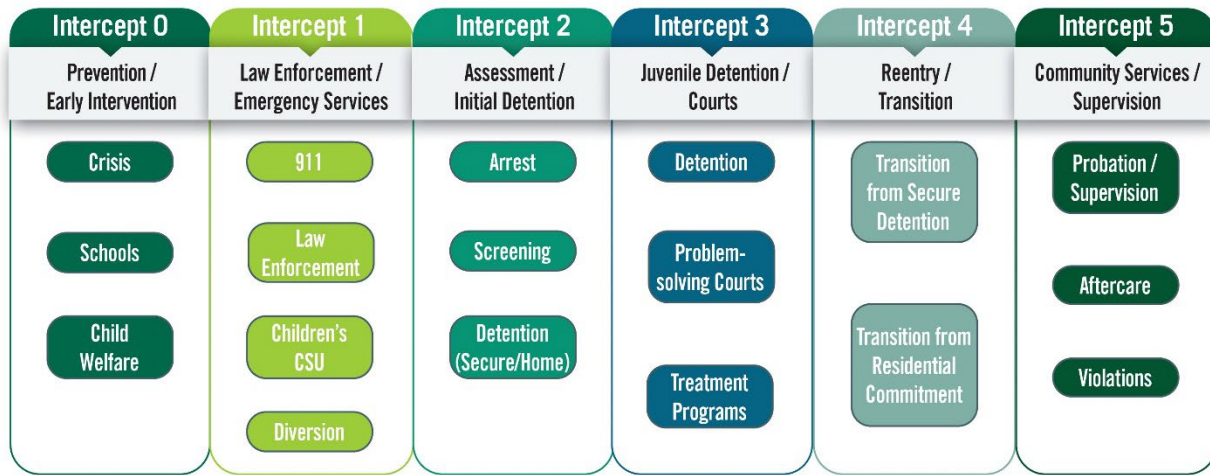 Intercept 0
Prevention /
Early Intervention
Crisis
Schools
Child
Welfare
Intercept 1
Law Enforcement /
Emergency Services
911
Law
Enforcement
Children's
CSU
Diversion
Intercept 2
Assessment /
Initial Detention
Arrest
Screening
Detention
(Secure/Home)
Intercept 3
Juvenile Detention /
Courts
Detention
Problem-
solving Courts
Treatment
Programs
Intercept 4
Reentry /
Transition
Transition
from Secure
Detention
Transition from
Residential
Commitment
Intercept 5
Community Services /
Supervision
Probation /
Supervision
Aftercare
Violations